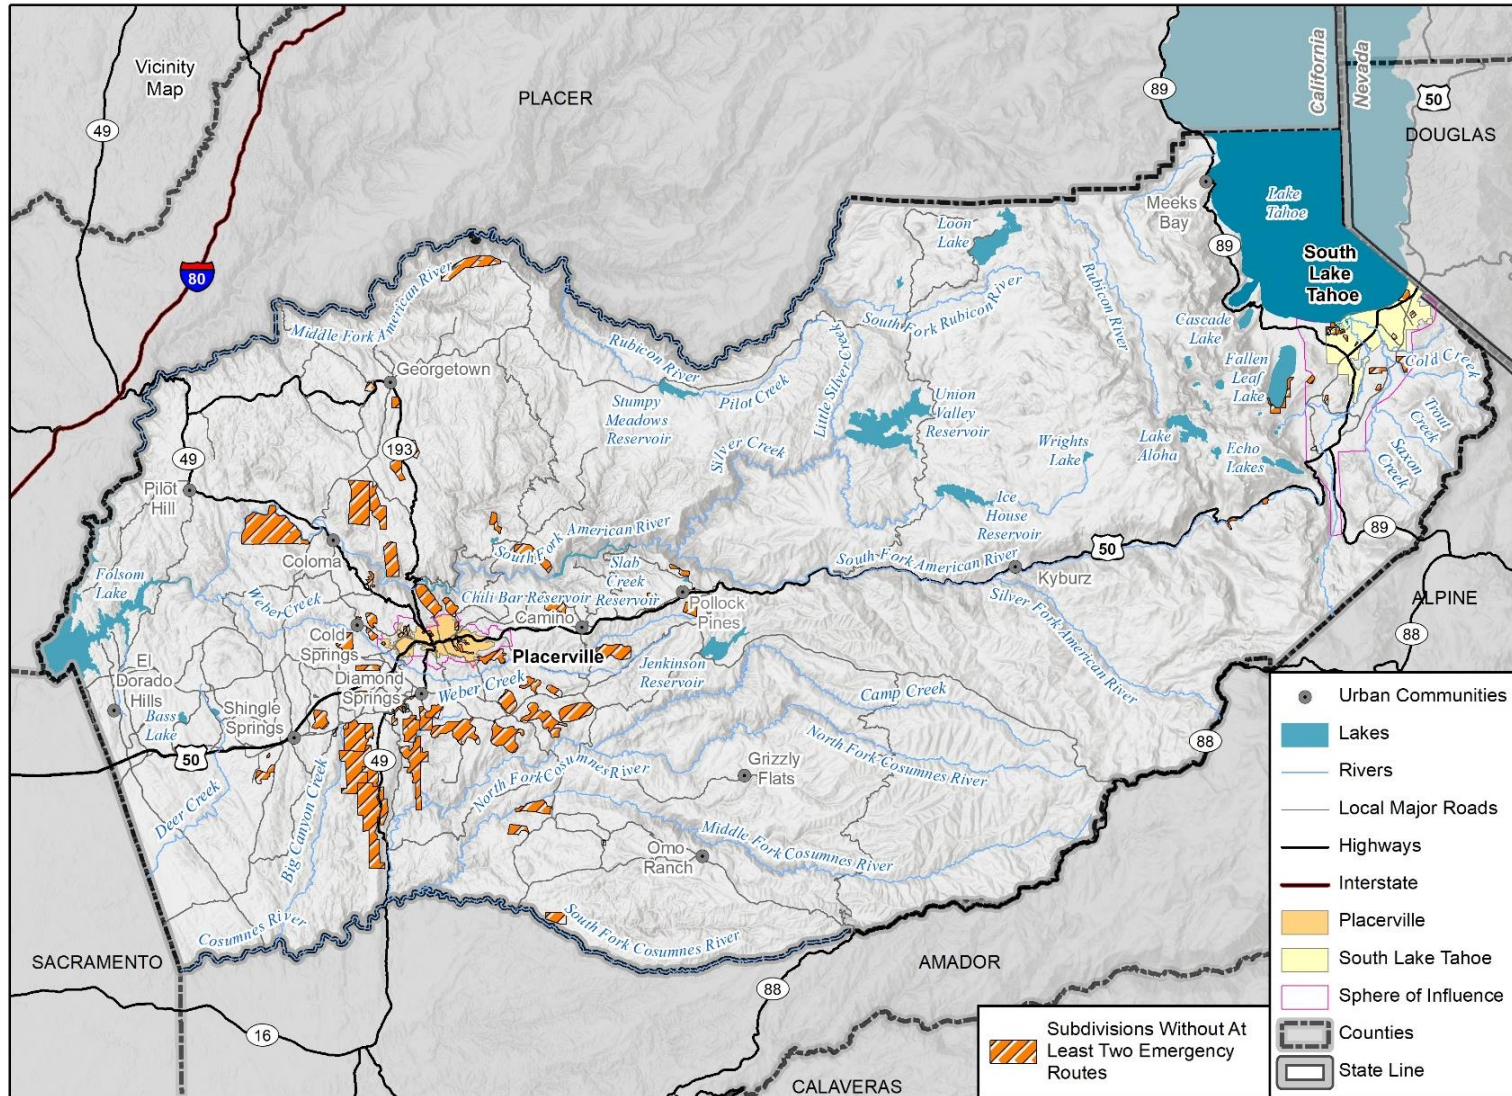 Vicinity
Map
PLACER
89
California
Nevada
50
DOUGLAS
49
80
Lake
Tahoe
Meeks
Bay
Loon
Lake
89
South
Lake
Tahoe
Middle Fork American River
Rubicon River
South Fork Rubicon River
Rubicon River
Cascade
Lake
Georgetown
Pilot Creek
Little Silver Creek
Fallen
Leaf
Lake
Cold Creek
Stumpy
Meadows
Reservoir
Union
Valley
Reservoir
Trout
Creek
193
49
Silver Creek
Wrights
Lake
Lake
Aloha
Echo
Lakes
Saxon
Creek
Pilot
Hill
Ice
House
Reservoir
South Fork American River
89
Coloma
South Fork American River
50
Folsom
Lake
Slab
Creek
Reservoir
Kyburz
Weber Creek
Chili Bar Reservoir
Pollock
Pines
Silver Fork American River
ALPINE
Camino
88
Cold
Springs
Placerville
El
Dorado
Hills
Diamond
Springs
Weber Creek
Jenkinson
Reservoir
Camp Creek
Bass
Lake
Shingle
Springs
50
49
North Fork Cosumnes River
North Fork Cosumnes River
88
Grizzly
Flats
Deer Creek
Big Canyon Creek
Middle Fork Cosumnes River
Omo
Ranch
Cosumnes River
South Fork Cosumnes River
SACRAMENTO
AMADOR
88
16
CALAVERAS
Subdivisions Without At
Least Two Emergency
Routes
Urban Communities
Lakes
Rivers
Local Major Roads
Highways
Interstate
Placerville
South Lake Tahoe
Sphere of Influence
Counties
State Line